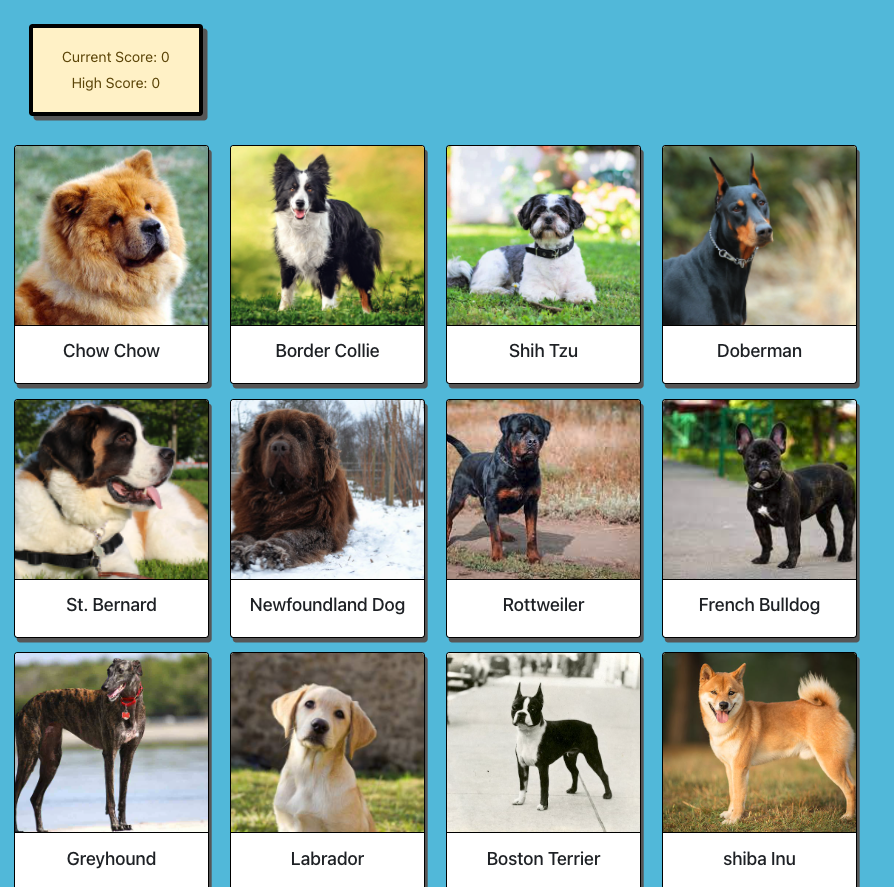 Current Score: 0
High Score: 0
Chow Chow
Border Collie
Shih Tzu
Doberman
St. Bernard
Newfoundland Dog
Rottweiler
French Bulldog
Greyhound
Labrador
Boston Terrier
shiba Inu